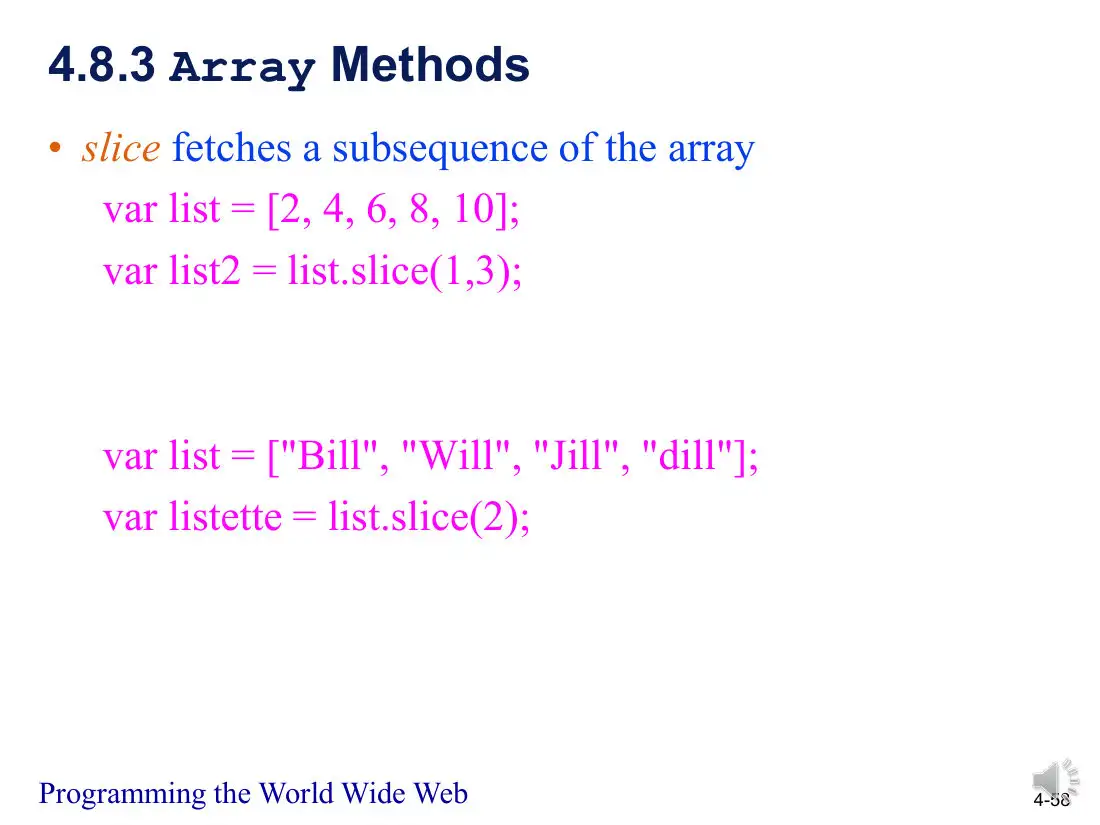 4.8.3 Array Methods
• slice fetches a subsequence of the array
var list = [2, 4, 6, 8, 10];
var list2 = list.slice(1,3);
var list = ["Bill", "Will", "Jill", "dill"];
var listette = list.slice(2);
Programming the World Wide Web
4-58